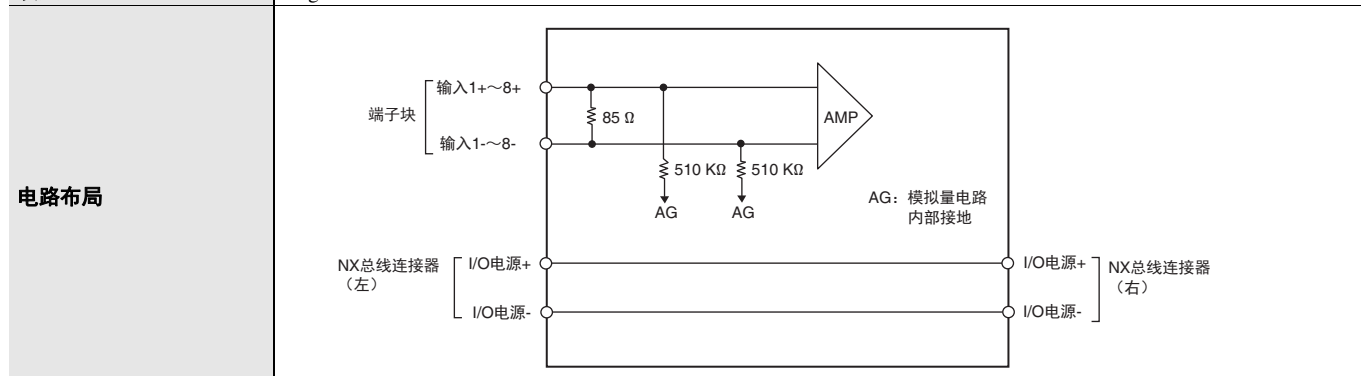 电路布局
端子块
输入1+～8+
输入1-～8-
85 Ω
510 KΩ
510 KΩ
AMP
AG
AG
AG：模拟量电路
内部接地
NX总线连接器
（左）
I/O电源+
I/O电源-
I/O电源+
I/O电源-
NX总线连接器
（右）